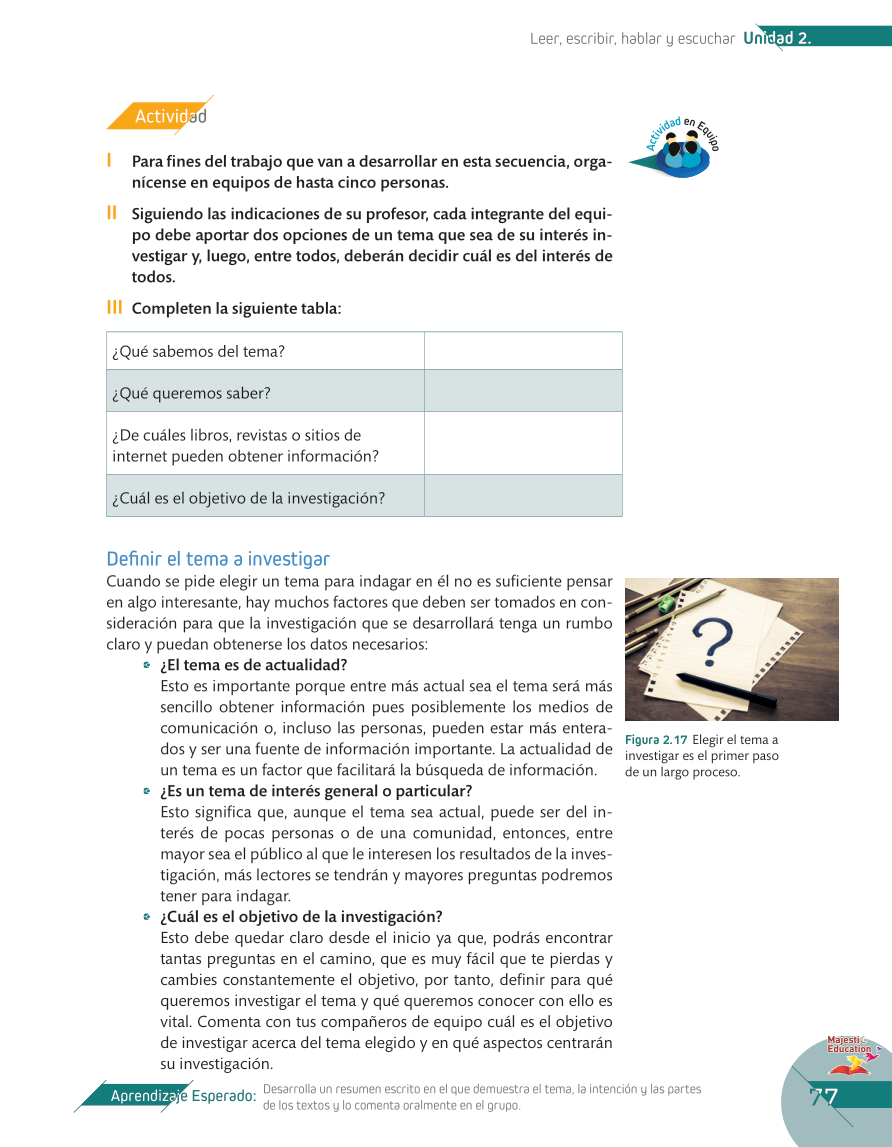 Leer, escribir, hablar y escuchar Unidad 2.
Actividad
Actividad en Equipo
I Para fines del trabajo que van a desarrollar en esta secuencia, orga-
nícense en equipos de hasta cinco personas.
II Siguiendo las indicaciones de su profesor, cada integrante del equi-
po debe aportar dos opciones de un tema que sea de su interés in-
vestigar y, luego, entre todos, deberán decidir cuál es del interés de
todos.
III Completen la siguiente tabla:
¿Qué sabemos del tema?
¿Qué queremos saber?
¿De cuáles libros, revistas o sitios de
internet pueden obtener información?
¿Cuál es el objetivo de la investigación?
Definir el tema a investigar
Cuando se pide elegir un tema para indagar en él no es suficiente pensar
en algo interesante, hay muchos factores que deben ser tomados en con-
sideración para que la investigación que se desarrollará tenga un rumbo
claro y puedan obtenerse los datos necesarios:
¿El tema es de actualidad?
Esto es importante porque entre más actual sea el tema será más
sencillo obtener información pues posiblemente los medios de
comunicación o, incluso las personas, pueden estar más entera-
dos y ser una fuente de información importante. La actualidad de
un tema es un factor que facilitará la búsqueda de información.
¿Es un tema de interés general o particular?
Esto significa que, aunque el tema sea actual, puede ser del in-
terés de pocas personas o de una comunidad, entonces, entre
mayor sea el público al que le interesen los resultados de la inves-
tigación, más lectores se tendrán y mayores preguntas podremos
tener para indagar.
¿Cuál es el objetivo de la investigación?
Esto debe quedar claro desde el inicio ya que, podrás encontrar
tantas preguntas en el camino, que es muy fácil que te pierdas y
cambies constantemente el objetivo, por tanto, definir para qué
queremos investigar el tema y qué queremos conocer con ello es
vital. Comenta con tus compañeros de equipo cuál es el objetivo
de investigar acerca del tema elegido y en qué aspectos centrarán
su investigación.
?
Figura 2.17 Elegir el tema a
investigar es el primer paso
de un largo proceso.
Majestic
Education
Aprendizaje Esperado: Desarrolla un resumen escrito en el que demuestra el tema, la intención y las partes
de los textos y lo comenta oralmente en el grupo.
77